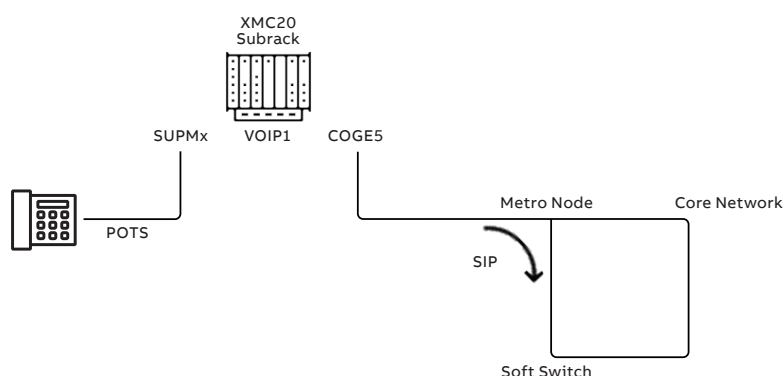 XMC20
Subrack
SUPMx
VOIP1
COGE5
POTS
Metro Node
Core Network
SIP
Soft Switch